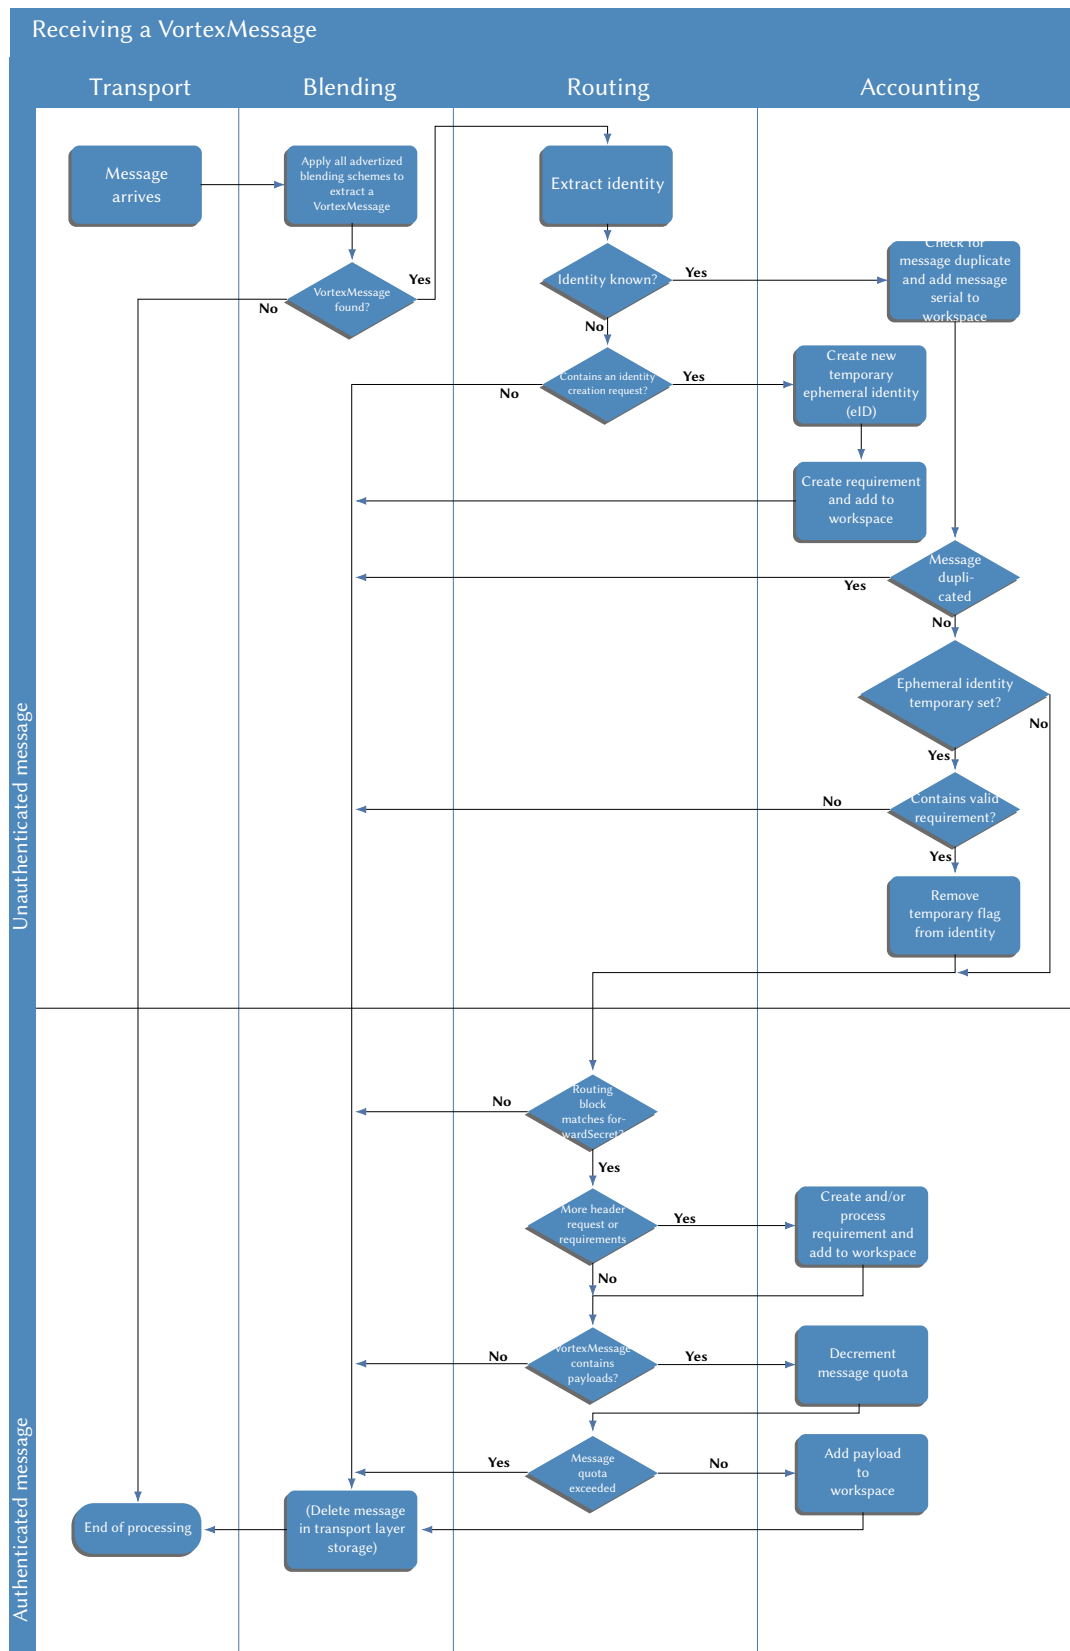 Receiving a VortexMessage
Transport
Blending
Routing
Accounting
Unauthenticated message
Message
arrives
Apply all advertized
blending schemes to
extract a
VortexMessage
Extract identity
VortexMessage
found?
Yes
No
Identity known?
Yes
No
Check for
message duplicate
and add message
serial to
workspace
Contains an identity
creation request?
Yes
No
Create new
temporary
ephemeral identity
(eID)
Create requirement
and add to
workspace
Message
dupli-
cated
Yes
No
Ephemeral identity
temporary set?
No
Yes
Contains valid
requirement?
No
Yes
Remove
temporary flag
from identity
Authenticated message
Routing
block
matches for-
wardSecret?
No
Yes
More header
request or
requirements
Yes
No
Create and/or
process
requirement and
add to workspace
VortexMessage
contains
payloads?
No
Yes
Decrement
message quota
Message
quota
exceeded
Yes
No
Add payload
to
workspace
(Delete message
in transport layer
storage)
End of processing